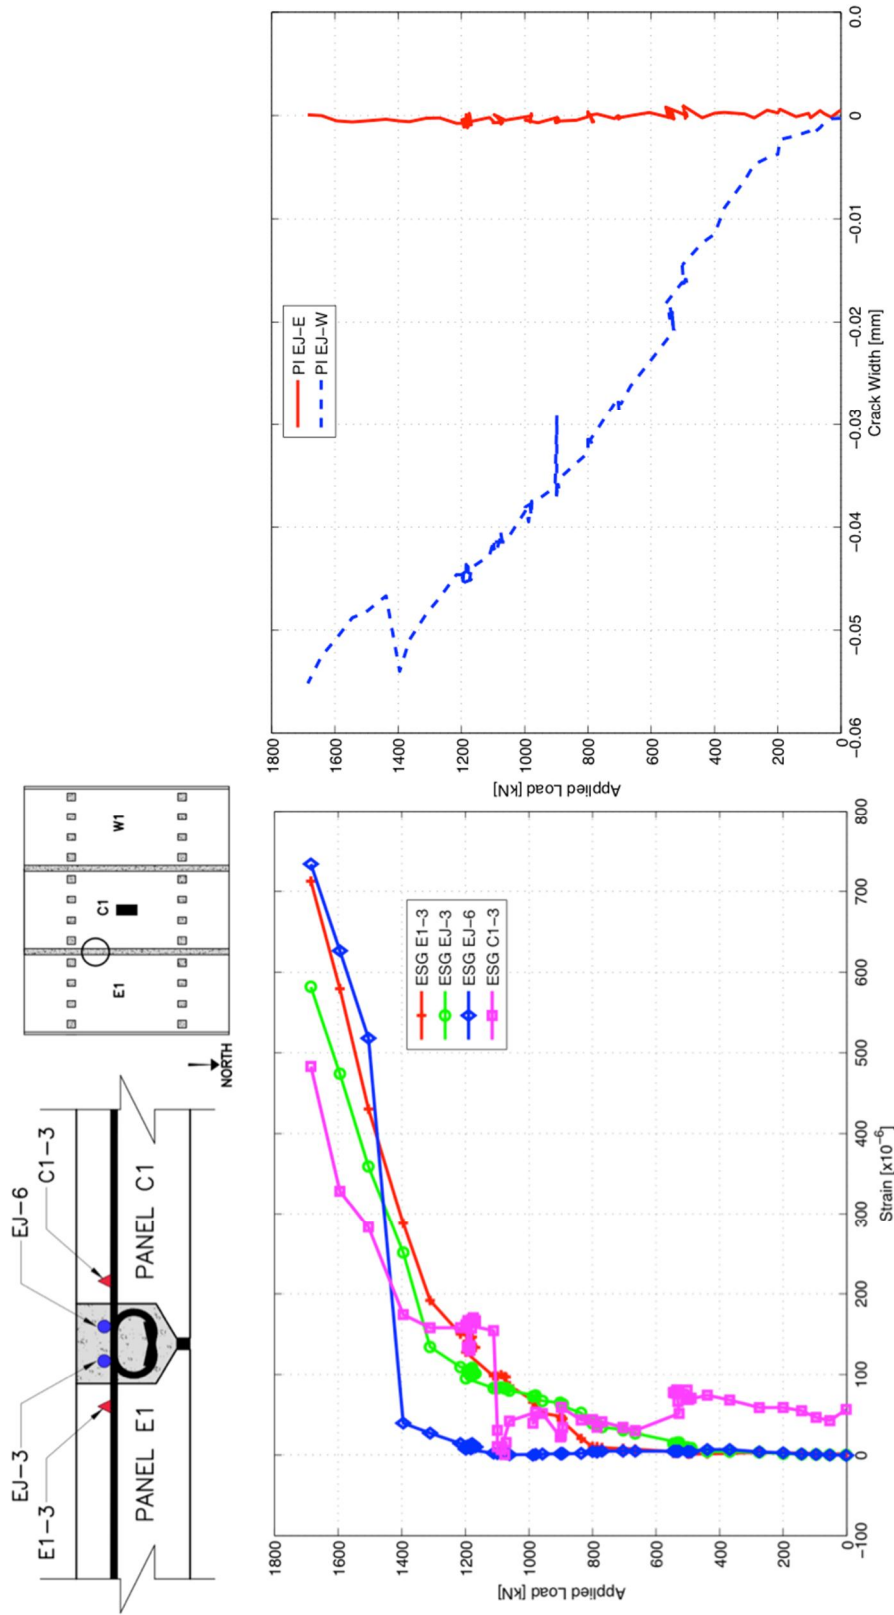 E1-3
EJ-3
EJ-6
C1-3
PANEL E1
PANEL C1
NORTH
E1
C1
W1
1800
1600
1400
1200
1000
800
600
400
200
0
Applied Load [kN]
-100
0
100
200
300
400
500
600
700
800
Strain [x10-6]
ESG E1-3
ESG EJ-3
ESG EJ-6
ESG C1-3
1800
1600
1400
1200
1000
800
600
400
200
0
Applied Load [kN]
-0.06
-0.05
-0.04
-0.03
-0.02
-0.01
0
0.0
Crack Width [mm]
PI EJ-E
PI EJ-W